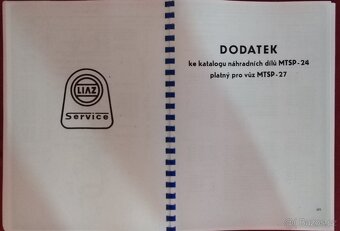 LIAZ
Service
DODATEK
ke katalogu náhradních dílů MTSP-24
platný pro vůz MTSP-27